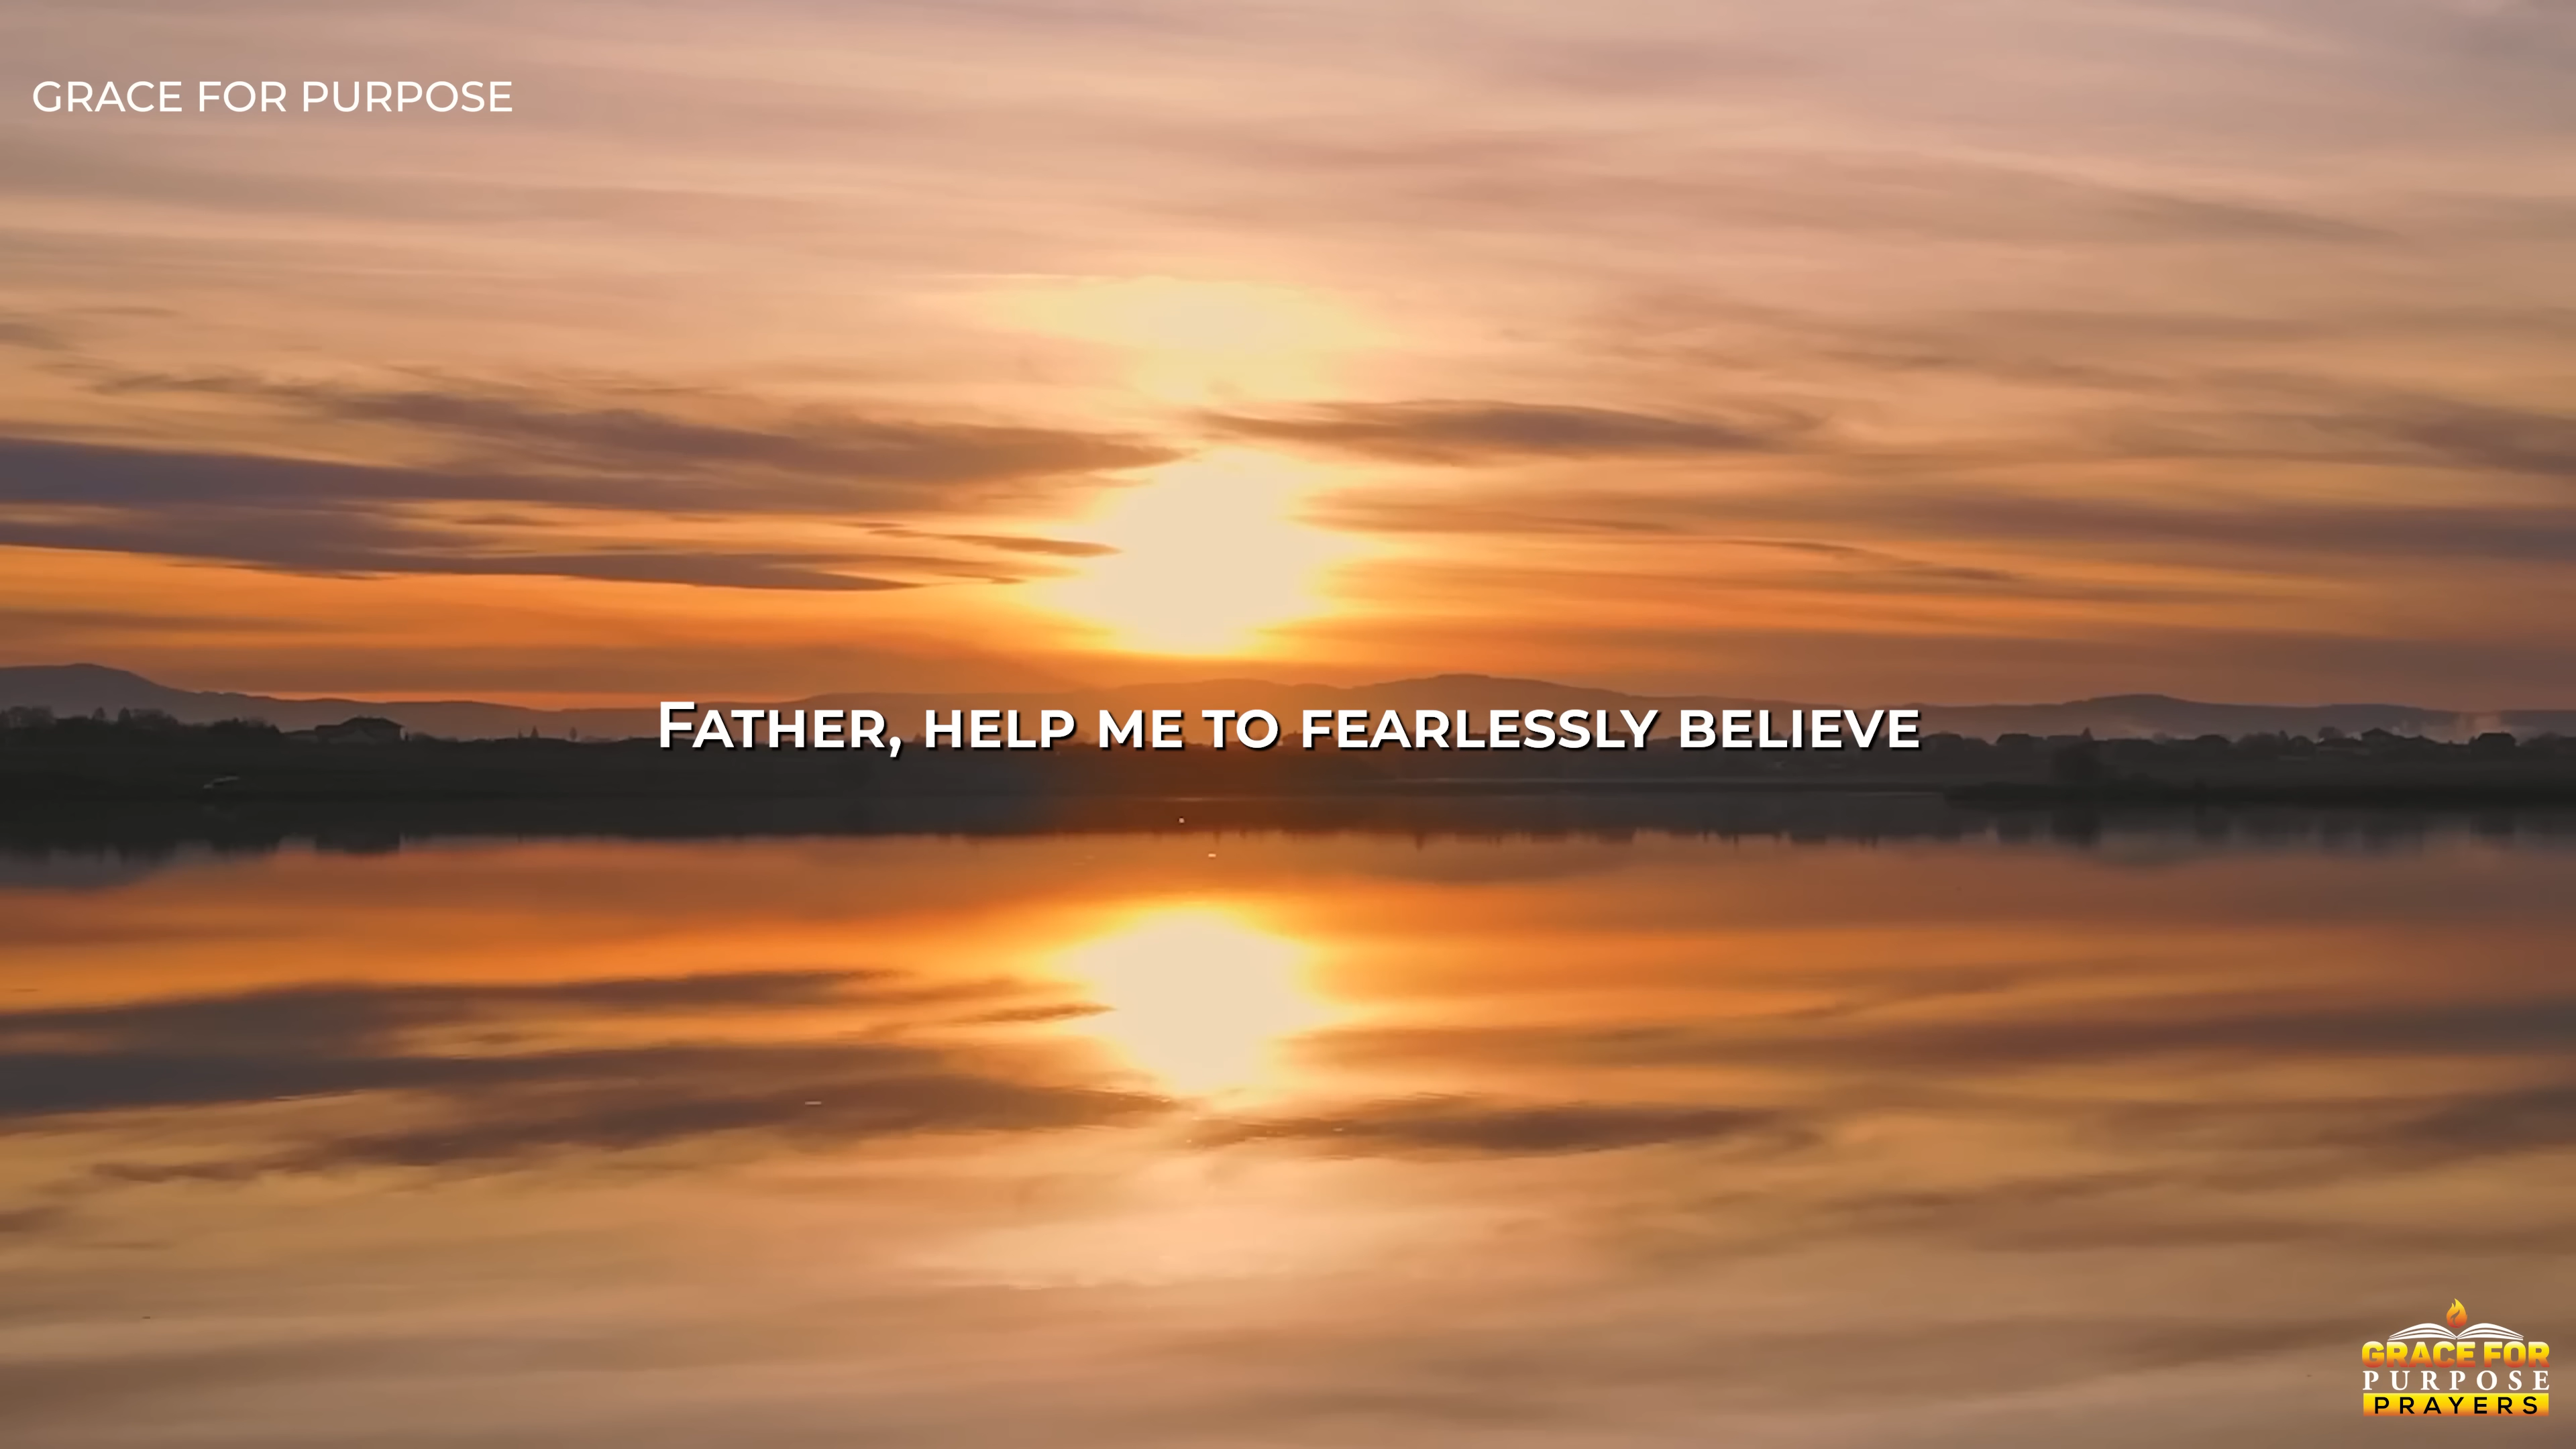 GRACE FOR PURPOSE
Father, help me to fearlessly believe
GRACE FOR
PURPOSE
PRAYERS